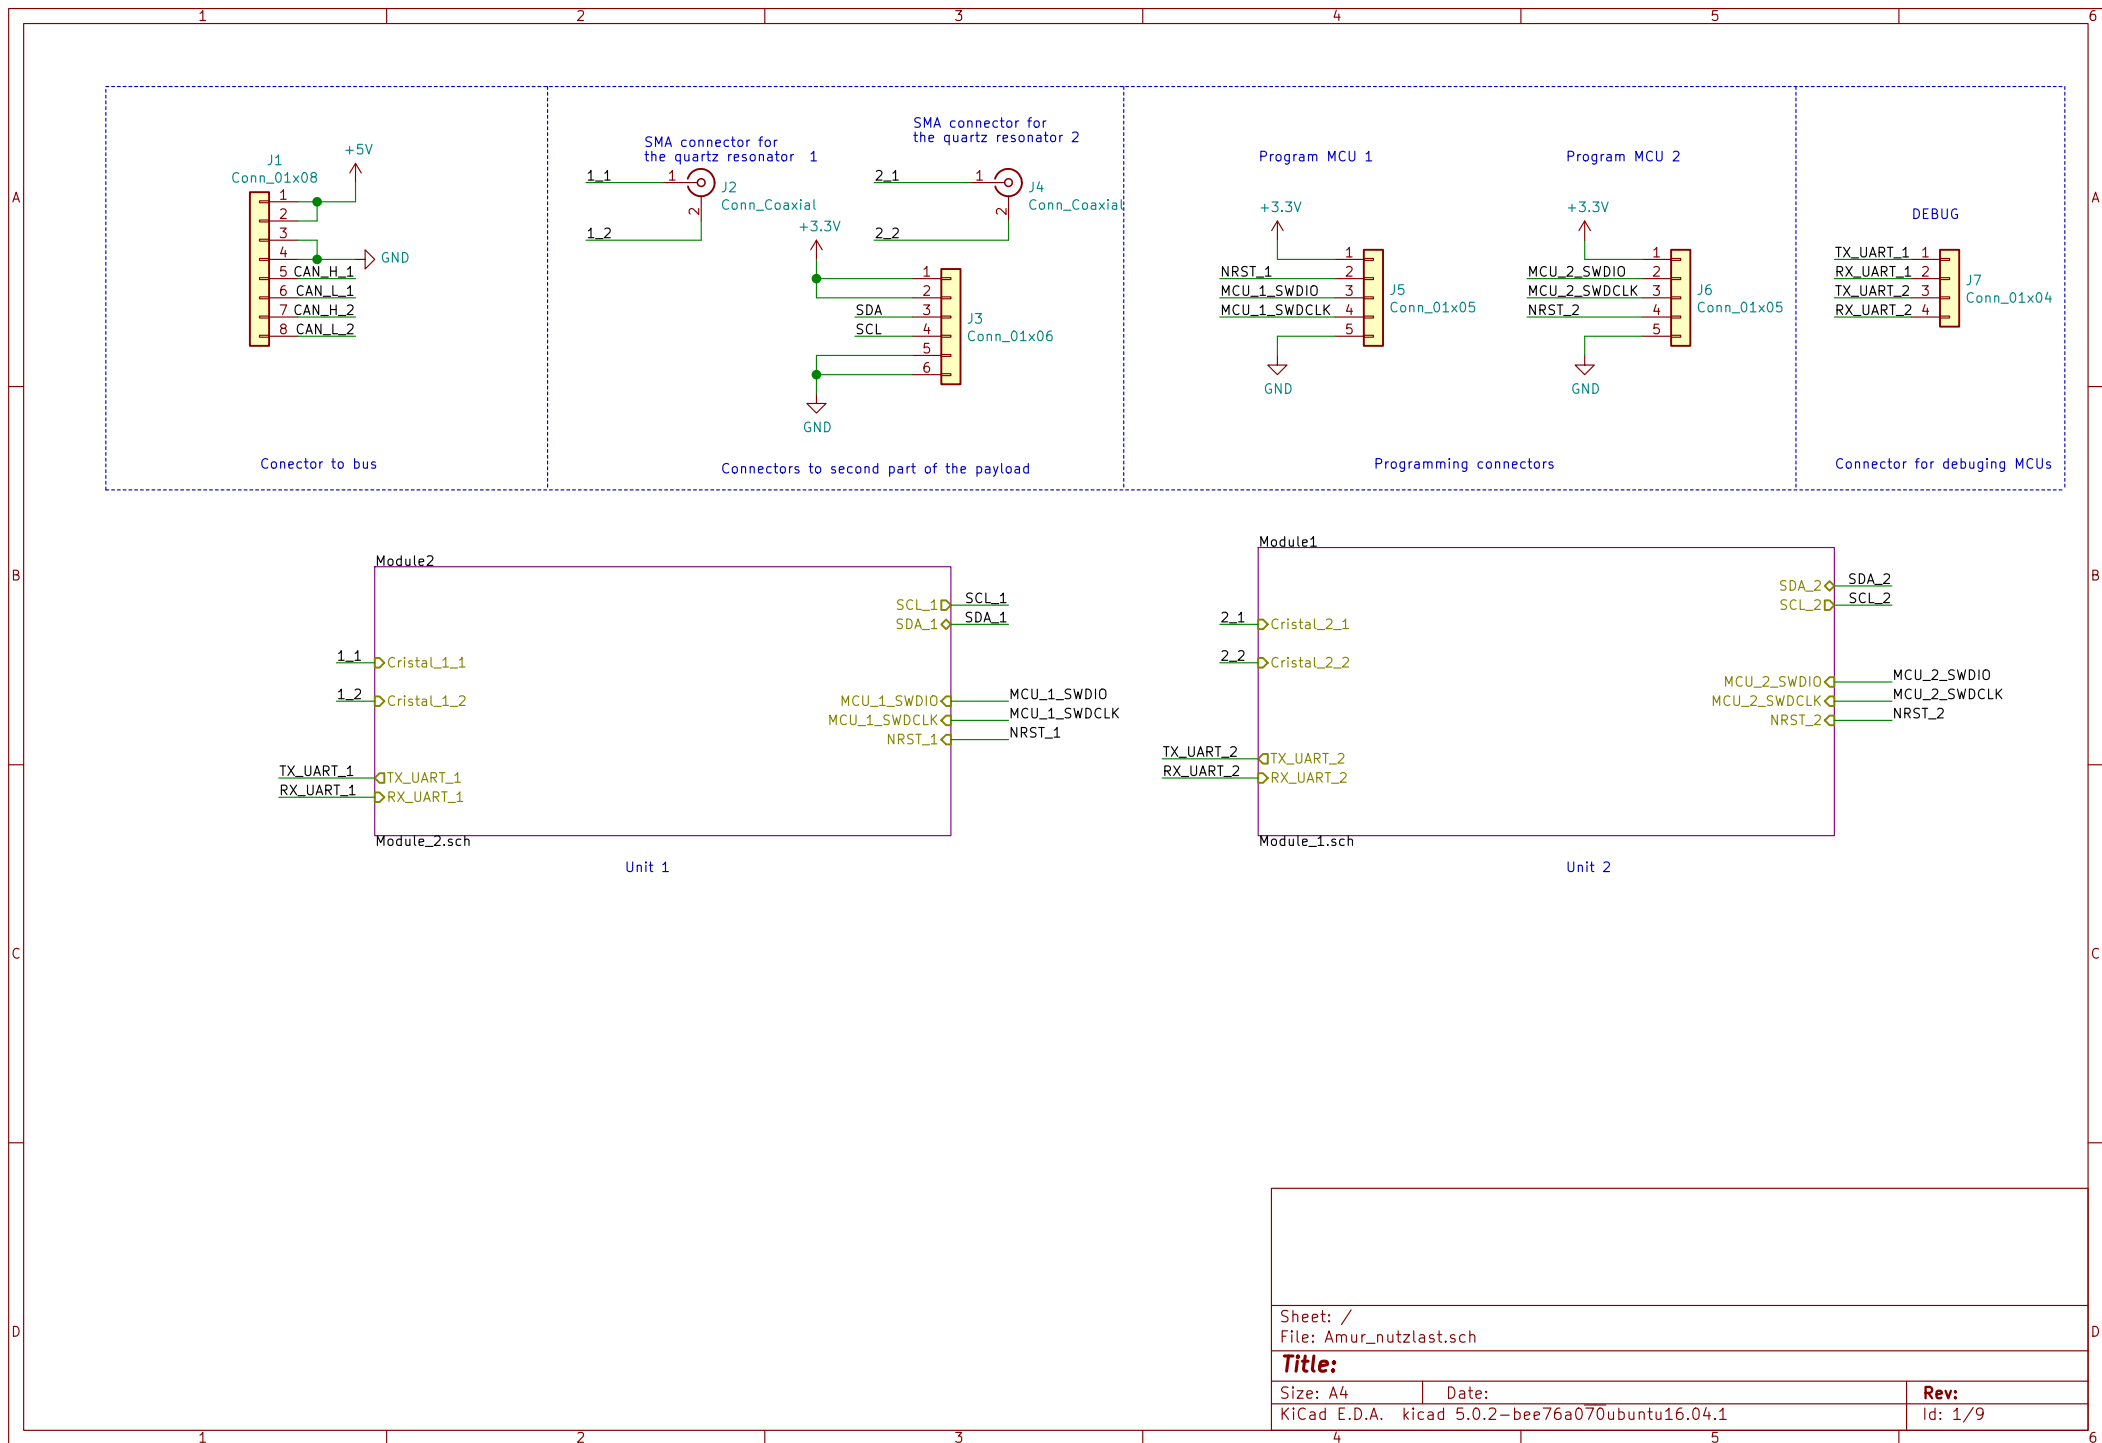 1 2 3 4 5 6
A A
B B
C C
D D
J1
Conn_01x08
+5V
1
2
3
4
5 CAN_H_1
6 CAN_L_1
7 CAN_H_2
8 CAN_L_2
GND
Conector to bus
SMA connector for
the quartz resonator  1
1_1
1
J2
Conn_Coaxial
2
1_2
SMA connector for
the quartz resonator 2
2_1
1
J4
Conn_Coaxial
2
2_2
+3.3V
1
2
SDA 3
SCL 4
5
6
J3
Conn_01x06
GND
Connectors to second part of the payload
Program MCU 1
+3.3V
1
NRST_1 2
MCU_1_SWDIO 3
MCU_1_SWDCLK 4
5
J5
Conn_01x05
GND
Program MCU 2
+3.3V
1
MCU_2_SWDIO 2
MCU_2_SWDCLK 3
NRST_2 4
5
J6
Conn_01x05
GND
Programming connectors
DEBUG
TX_UART_1 1
RX_UART_1 2
TX_UART_2 3
RX_UART_2 4
J7
Conn_01x04
Connector for debuging MCUs
Module2
SCL_1 SCL_1
SDA_1 SDA_1
1_1 Cristal_1_1
1_2 Cristal_1_2
MCU_1_SWDIO MCU_1_SWDIO
MCU_1_SWDCLK MCU_1_SWDCLK
NRST_1 NRST_1
TX_UART_1 TX_UART_1
RX_UART_1 RX_UART_1
Module_2.sch
Unit 1
Module1
SDA_2 SDA_2
SCL_2 SCL_2
2_1 Cristal_2_1
2_2 Cristal_2_2
MCU_2_SWDIO MCU_2_SWDIO
MCU_2_SWDCLK MCU_2_SWDCLK
NRST_2 NRST_2
TX_UART_2 TX_UART_2
RX_UART_2 RX_UART_2
Module_1.sch
Unit 2
Sheet: /
File: Amur_nutzlast.sch
Title:
Size: A4 Date: Rev:
KiCad E.D.A.  kicad 5.0.2-bee76a070ubuntu16.04.1 Id: 1/9
1 2 3 4 5 6